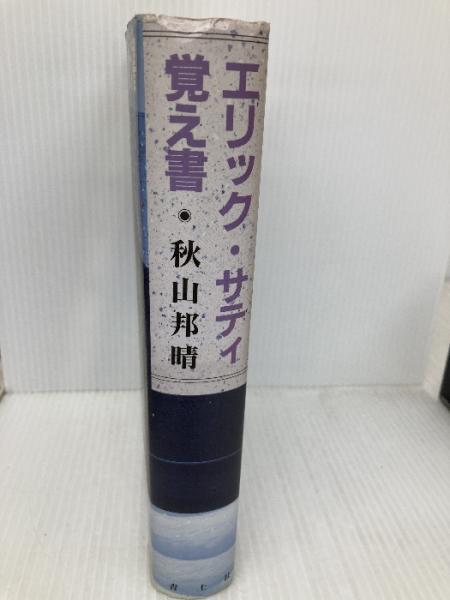 エリック・サティ
覚え書◉秋山邦晴
青土社